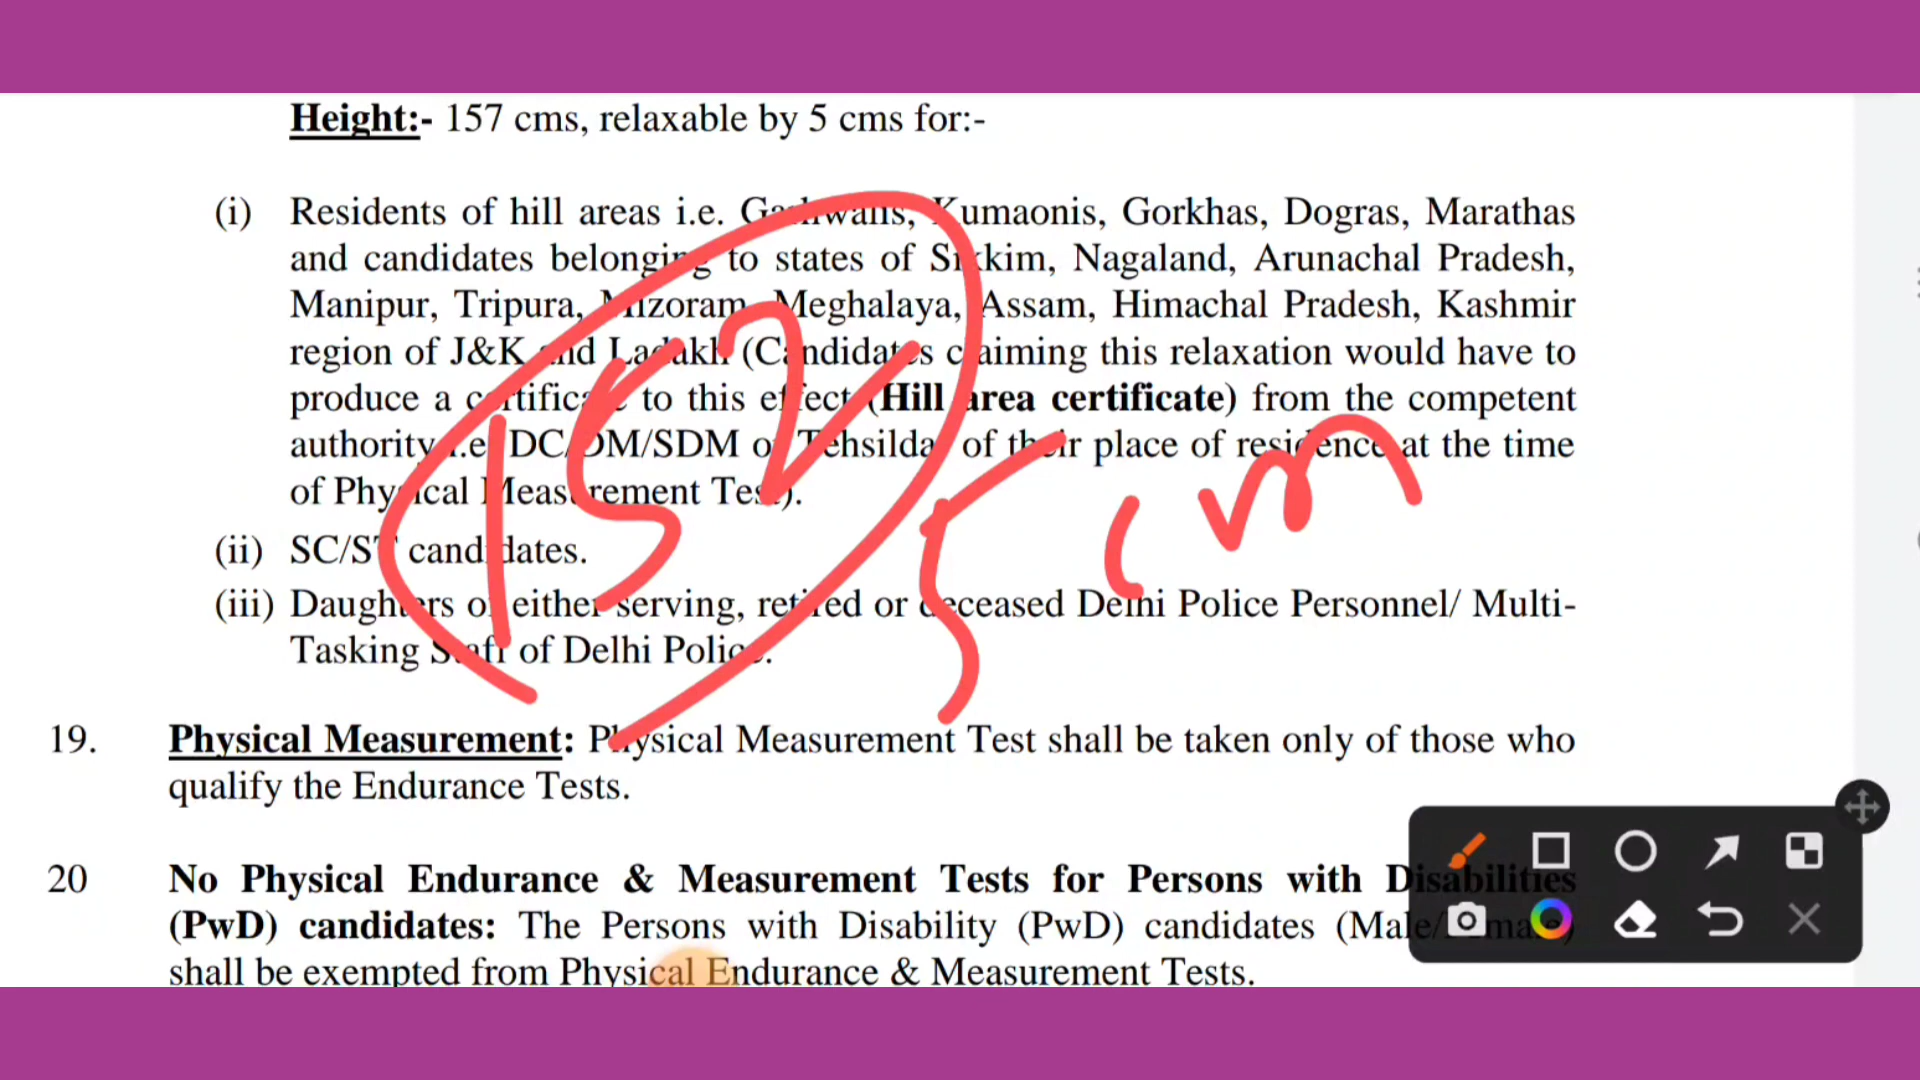 Height:- 157 cms, relaxable by 5 cms for:-
(i) Residents of hill areas i.e. Garhwalis, Kumaonis, Gorkhas, Dogras, Marathas
and candidates belonging to states of Sikkim, Nagaland, Arunachal Pradesh,
Manipur, Tripura, Mizoram, Meghalaya, Assam, Himachal Pradesh, Kashmir
region of J&K and Ladakh (Candidates claiming this relaxation would have to
produce a certificate to this effect (Hill area certificate) from the competent
authority i.e. DC/DM/SDM or Tehsildar of their place of residence at the time
of Physical Measurement Test).
152
5 cm
(ii) SC/ST candidates.
(iii) Daughters of either serving, retired or deceased Delhi Police Personnel/ Multi-
Tasking Staff of Delhi Police.
19. Physical Measurement: Physical Measurement Test shall be taken only of those who
qualify the Endurance Tests.
20 No Physical Endurance & Measurement Tests for Persons with Disabilities
(PwD) candidates: The Persons with Disability (PwD) candidates (Male/Female)
shall be exempted from Physical Endurance & Measurement Tests.